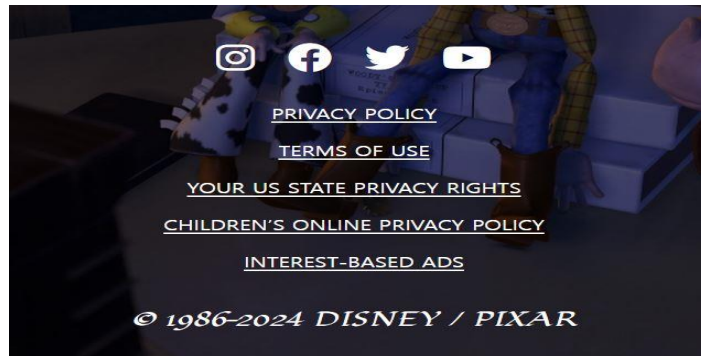 PRIVACY POLICY
TERMS OF USE
YOUR US STATE PRIVACY RIGHTS
CHILDREN'S ONLINE PRIVACY POLICY
INTEREST-BASED ADS
© 1986-2024 DISNEY / PIXAR